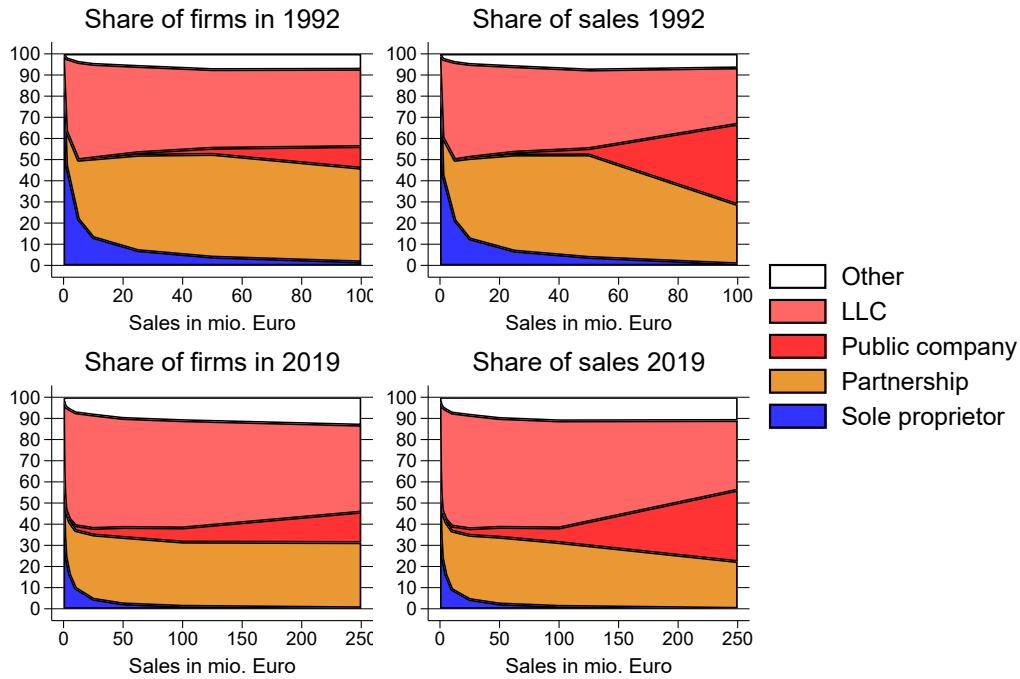 Share of firms in 1992
100
90
80
70
60
50
40
30
20
10
0
0 20 40 60 80 100
Sales in mio. Euro
Share of sales 1992
100
90
80
70
60
50
40
30
20
10
0
0 20 40 60 80 100
Sales in mio. Euro
Share of firms in 2019
100
90
80
70
60
50
40
30
20
10
0
0 50 100 150 200 250
Sales in mio. Euro
Share of sales 2019
100
90
80
70
60
50
40
30
20
10
0
0 50 100 150 200 250
Sales in mio. Euro
Other
LLC
Public company
Partnership
Sole proprietor